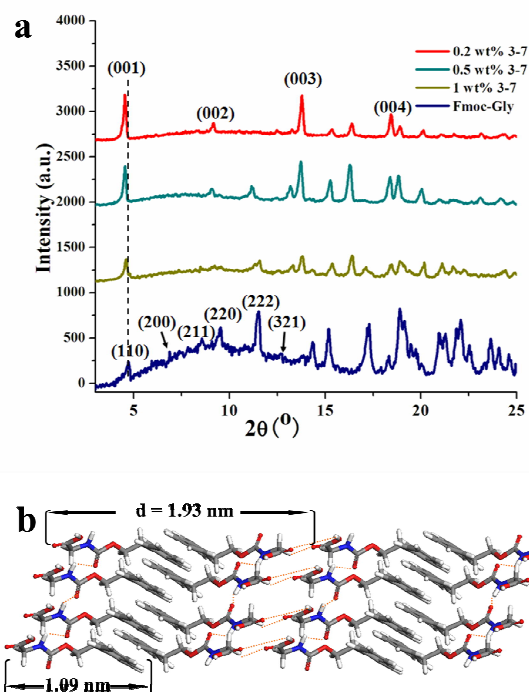 a
4000
3500
3000
2500
2000
1500
1000
500
0
Intensity (a.u.)
0.2 wt% 3-7
0.5 wt% 3-7
1 wt% 3-7
Fmoc-Gly
(001)
(002)
(003)
(004)
(110)
(200)
(211)
(220)
(222)
(321)
5
10
15
20
25
2θ(°)
b
d = 1.93 nm
1.09 nm